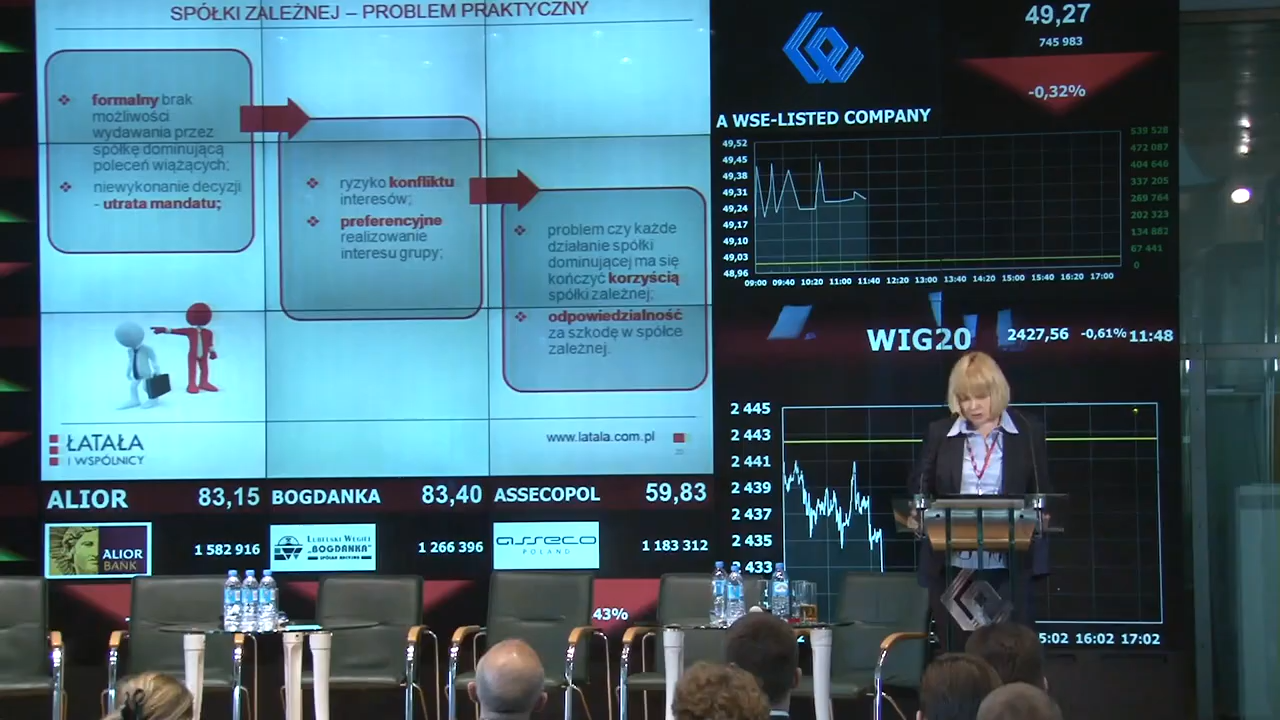 SPÓŁKI ZALEŻNEJ – PROBLEM PRAKTYCZNY
❖ formalny brak
możliwości
wydawania przez
spółkę dominującą
poleceń wiążących;
❖ niewykonanie decyzji
- utrata mandatu;
❖ ryzyko konfliktu
interesów;
❖ preferencyjne
realizowanie
interesu grupy;
❖ problem czy każde
działanie spółki
dominującej ma się
kończyć korzyścią
spółki zależnej;
❖ odpowiedzialność
za szkodę w spółce
zależnej.
ŁATAŁA
I WSPÓLNICY
www.latala.com.pl
49,27
745 983
-0,32%
A WSE-LISTED COMPANY
49,52
49,45
49,38
49,31
49,24
49,17
49,10
49,03
48,96
539 528
472 087
404 646
337 205
269 764
202 323
134 882
67 441
0
09:00 09:40 10:20 11:00 11:40 12:20 13:00 13:40 14:20 15:00 15:40 16:20 17:00
WIG20 2427,56 -0,61% 11:48
2 445
2 443
2 441
2 439
2 437
2 435
2 433
5:02 16:02 17:02
ALIOR 83,15
BOGDANKA 83,40
ASSECOPOL 59,83
ALIOR
BANK
1 582 916
LUBELSKI WĘGIEL
„BOGDANKA”
SPÓŁKA AKCYJNA
1 266 396
asseco
POLAND
1 183 312
43%